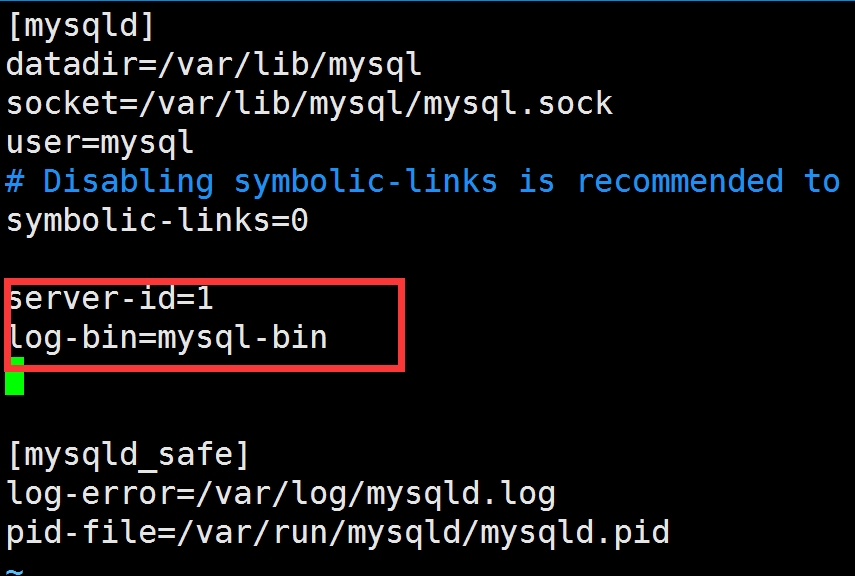 [mysqld]
datadir=/var/lib/mysql
socket=/var/lib/mysql/mysql.sock
user=mysql
# Disabling symbolic-links is recommended to
symbolic-links=0
server-id=1
log-bin=mysql-bin
[mysqld_safe]
log-error=/var/log/mysqld.log
pid-file=/var/run/mysqld/mysqld.pid
~